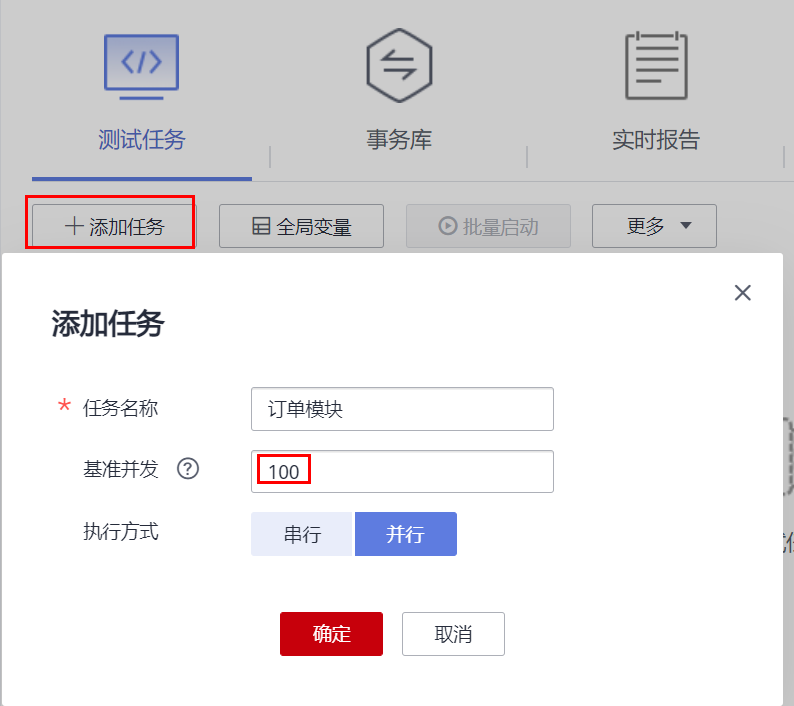 测试任务 事务库 实时报告
添加任务 全局变量 批量启动 更多
添加任务
* 任务名称 订单模块
基准并发 ? 100
执行方式 串行 并行
确定 取消